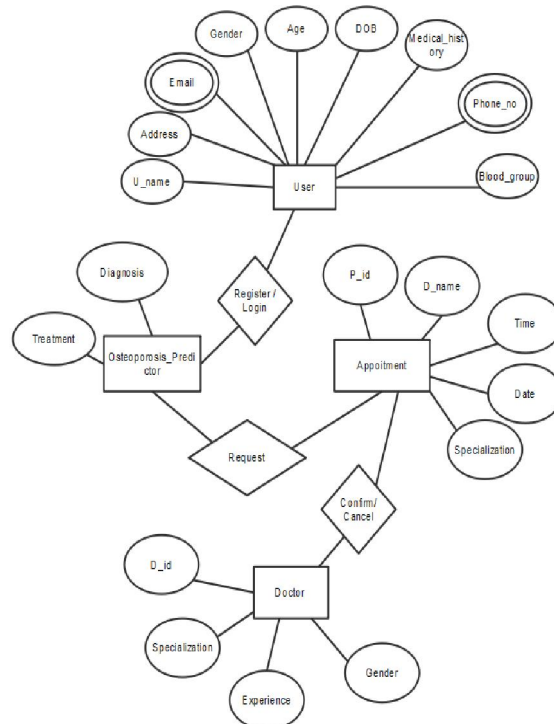 Gender
Age
DOB
Medical_hist
ory
Email
Phone_no
Address
U_name
User
Blood_group
Diagnosis
P_id
D_name
Register /
Login
Time
Treatment
Osteoporosis_Predi
ctor
Appoitment
Date
Request
Specialization
Confirm/
Cancel
D_id
Doctor
Specialization
Gender
Experience